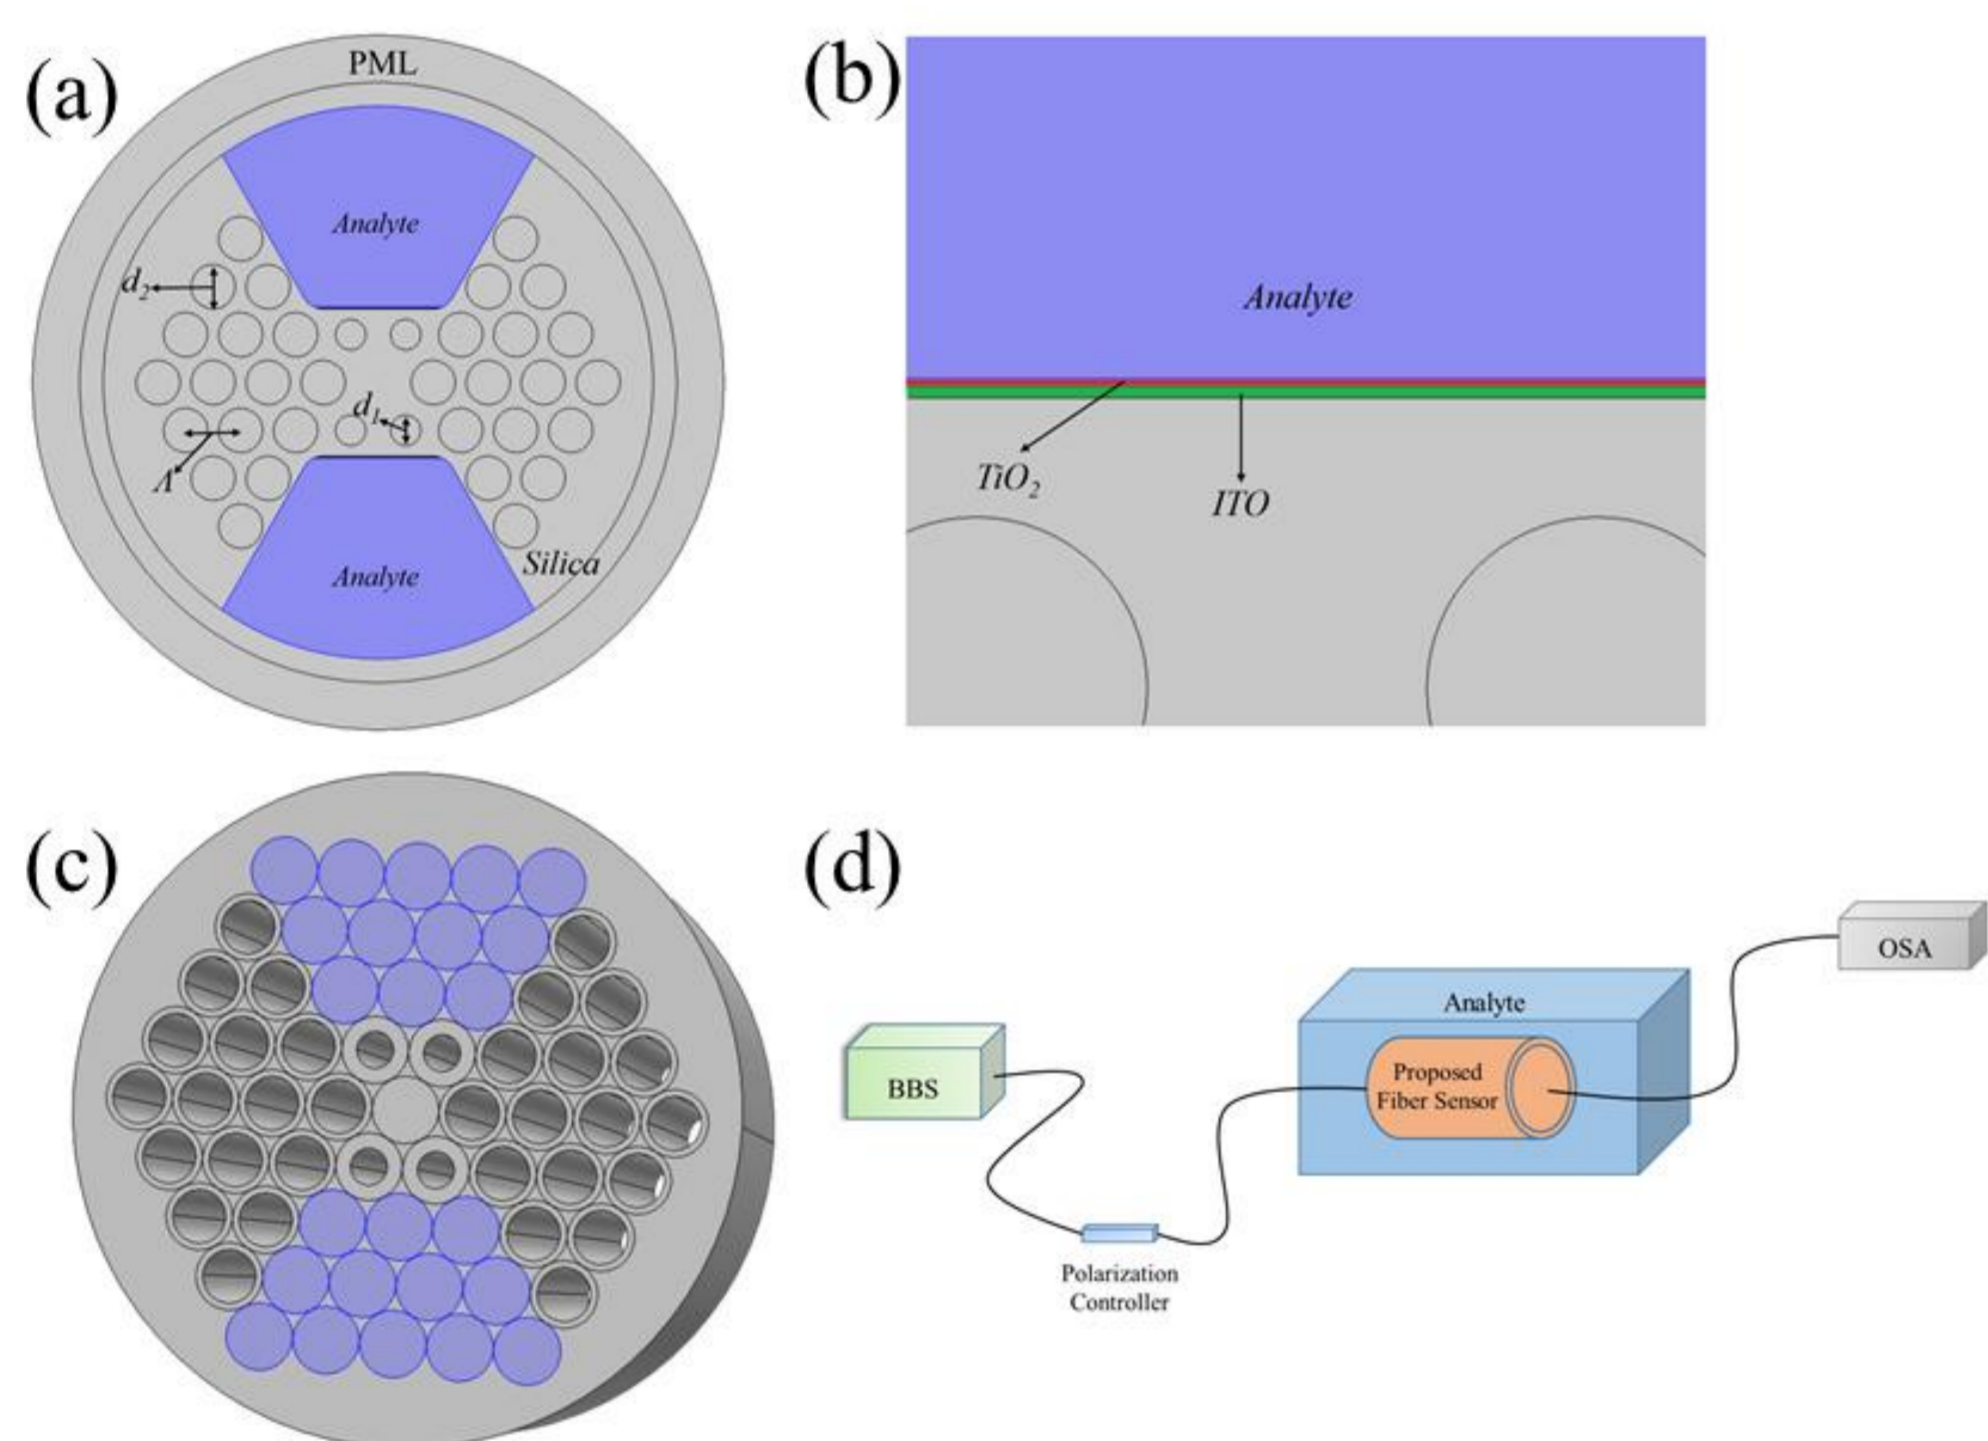 (a)
PML
Analyte
d₂
d₁
Λ
Silica
Analyte
(b)
Analyte
TiO₂
ITO
(c)
(d)
OSA
Analyte
BBS
Proposed
Fiber Sensor
Polarization
Controller